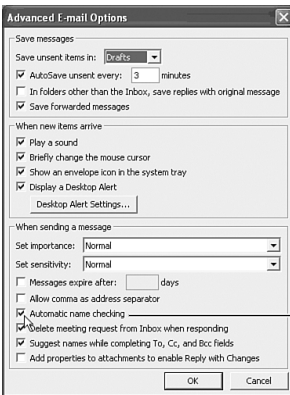 Advanced E-mail Options
Save messages
Save unsent items in: Drafts
AutoSave unsent every: 3 minutes
In folders other than the Inbox, save replies with original message
Save forwarded messages
When new items arrive
Play a sound
Briefly change the mouse cursor
Show an envelope icon in the system tray
Display a Desktop Alert
Desktop Alert Settings...
When sending a message
Set importance: Normal
Set sensitivity: Normal
Messages expire after: days
Allow comma as address separator
Automatic name checking
Delete meeting request from Inbox when responding
Suggest names while completing To, Cc, and Bcc fields
Add properties to attachments to enable Reply with Changes
OK Cancel